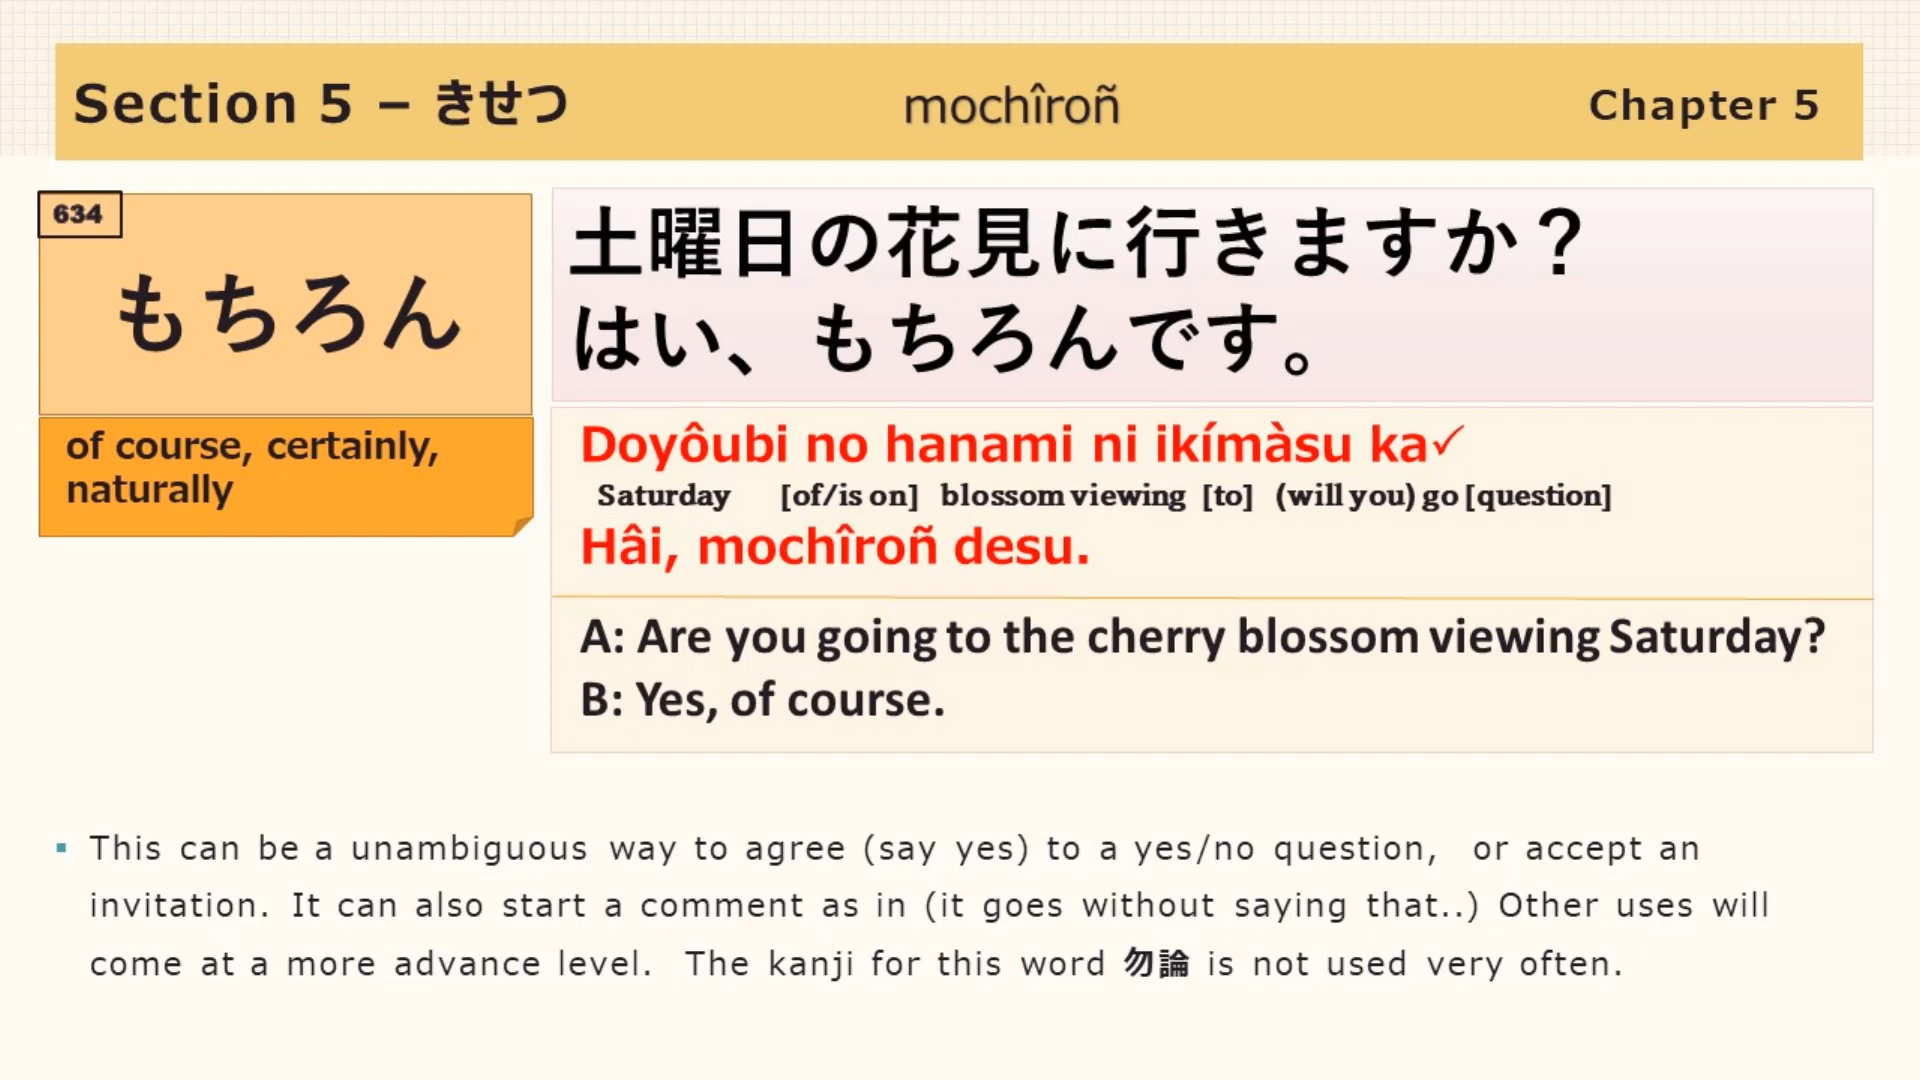 Section 5 – きせつ
mochîroñ
Chapter 5
634
もちろん
of course, certainly,
naturally
土曜日の花見に行きますか？
はい、もちろんです。
Doyôubi no hanami ni ikímàsu ka✓
Saturday [of/is on] blossom viewing [to] (will you) go [question]
Hâi, mochîroñ desu.
A: Are you going to the cherry blossom viewing Saturday?
B: Yes, of course.
▪ This can be a unambiguous way to agree (say yes) to a yes/no question, or accept an
invitation. It can also start a comment as in (it goes without saying that..) Other uses will
come at a more advance level. The kanji for this word 勿論 is not used very often.